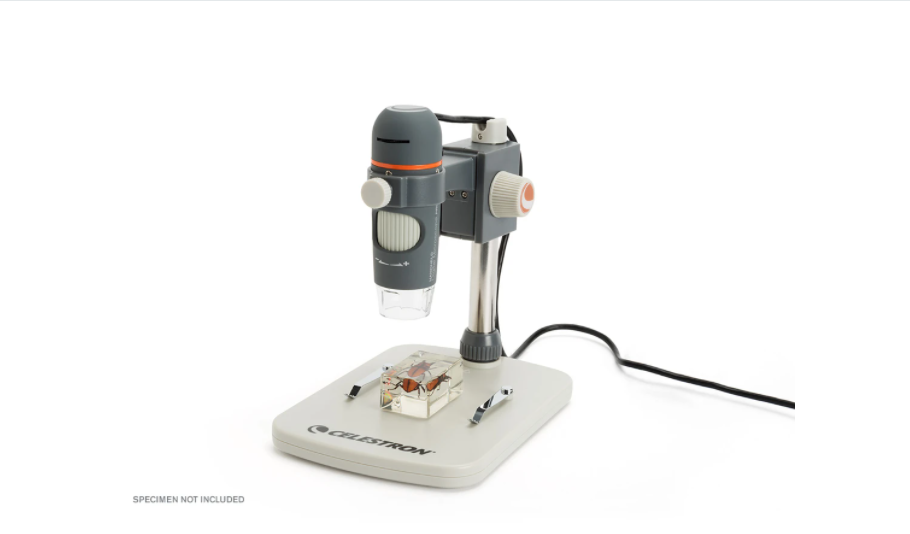 CELESTRON
SPECIMEN NOT INCLUDED